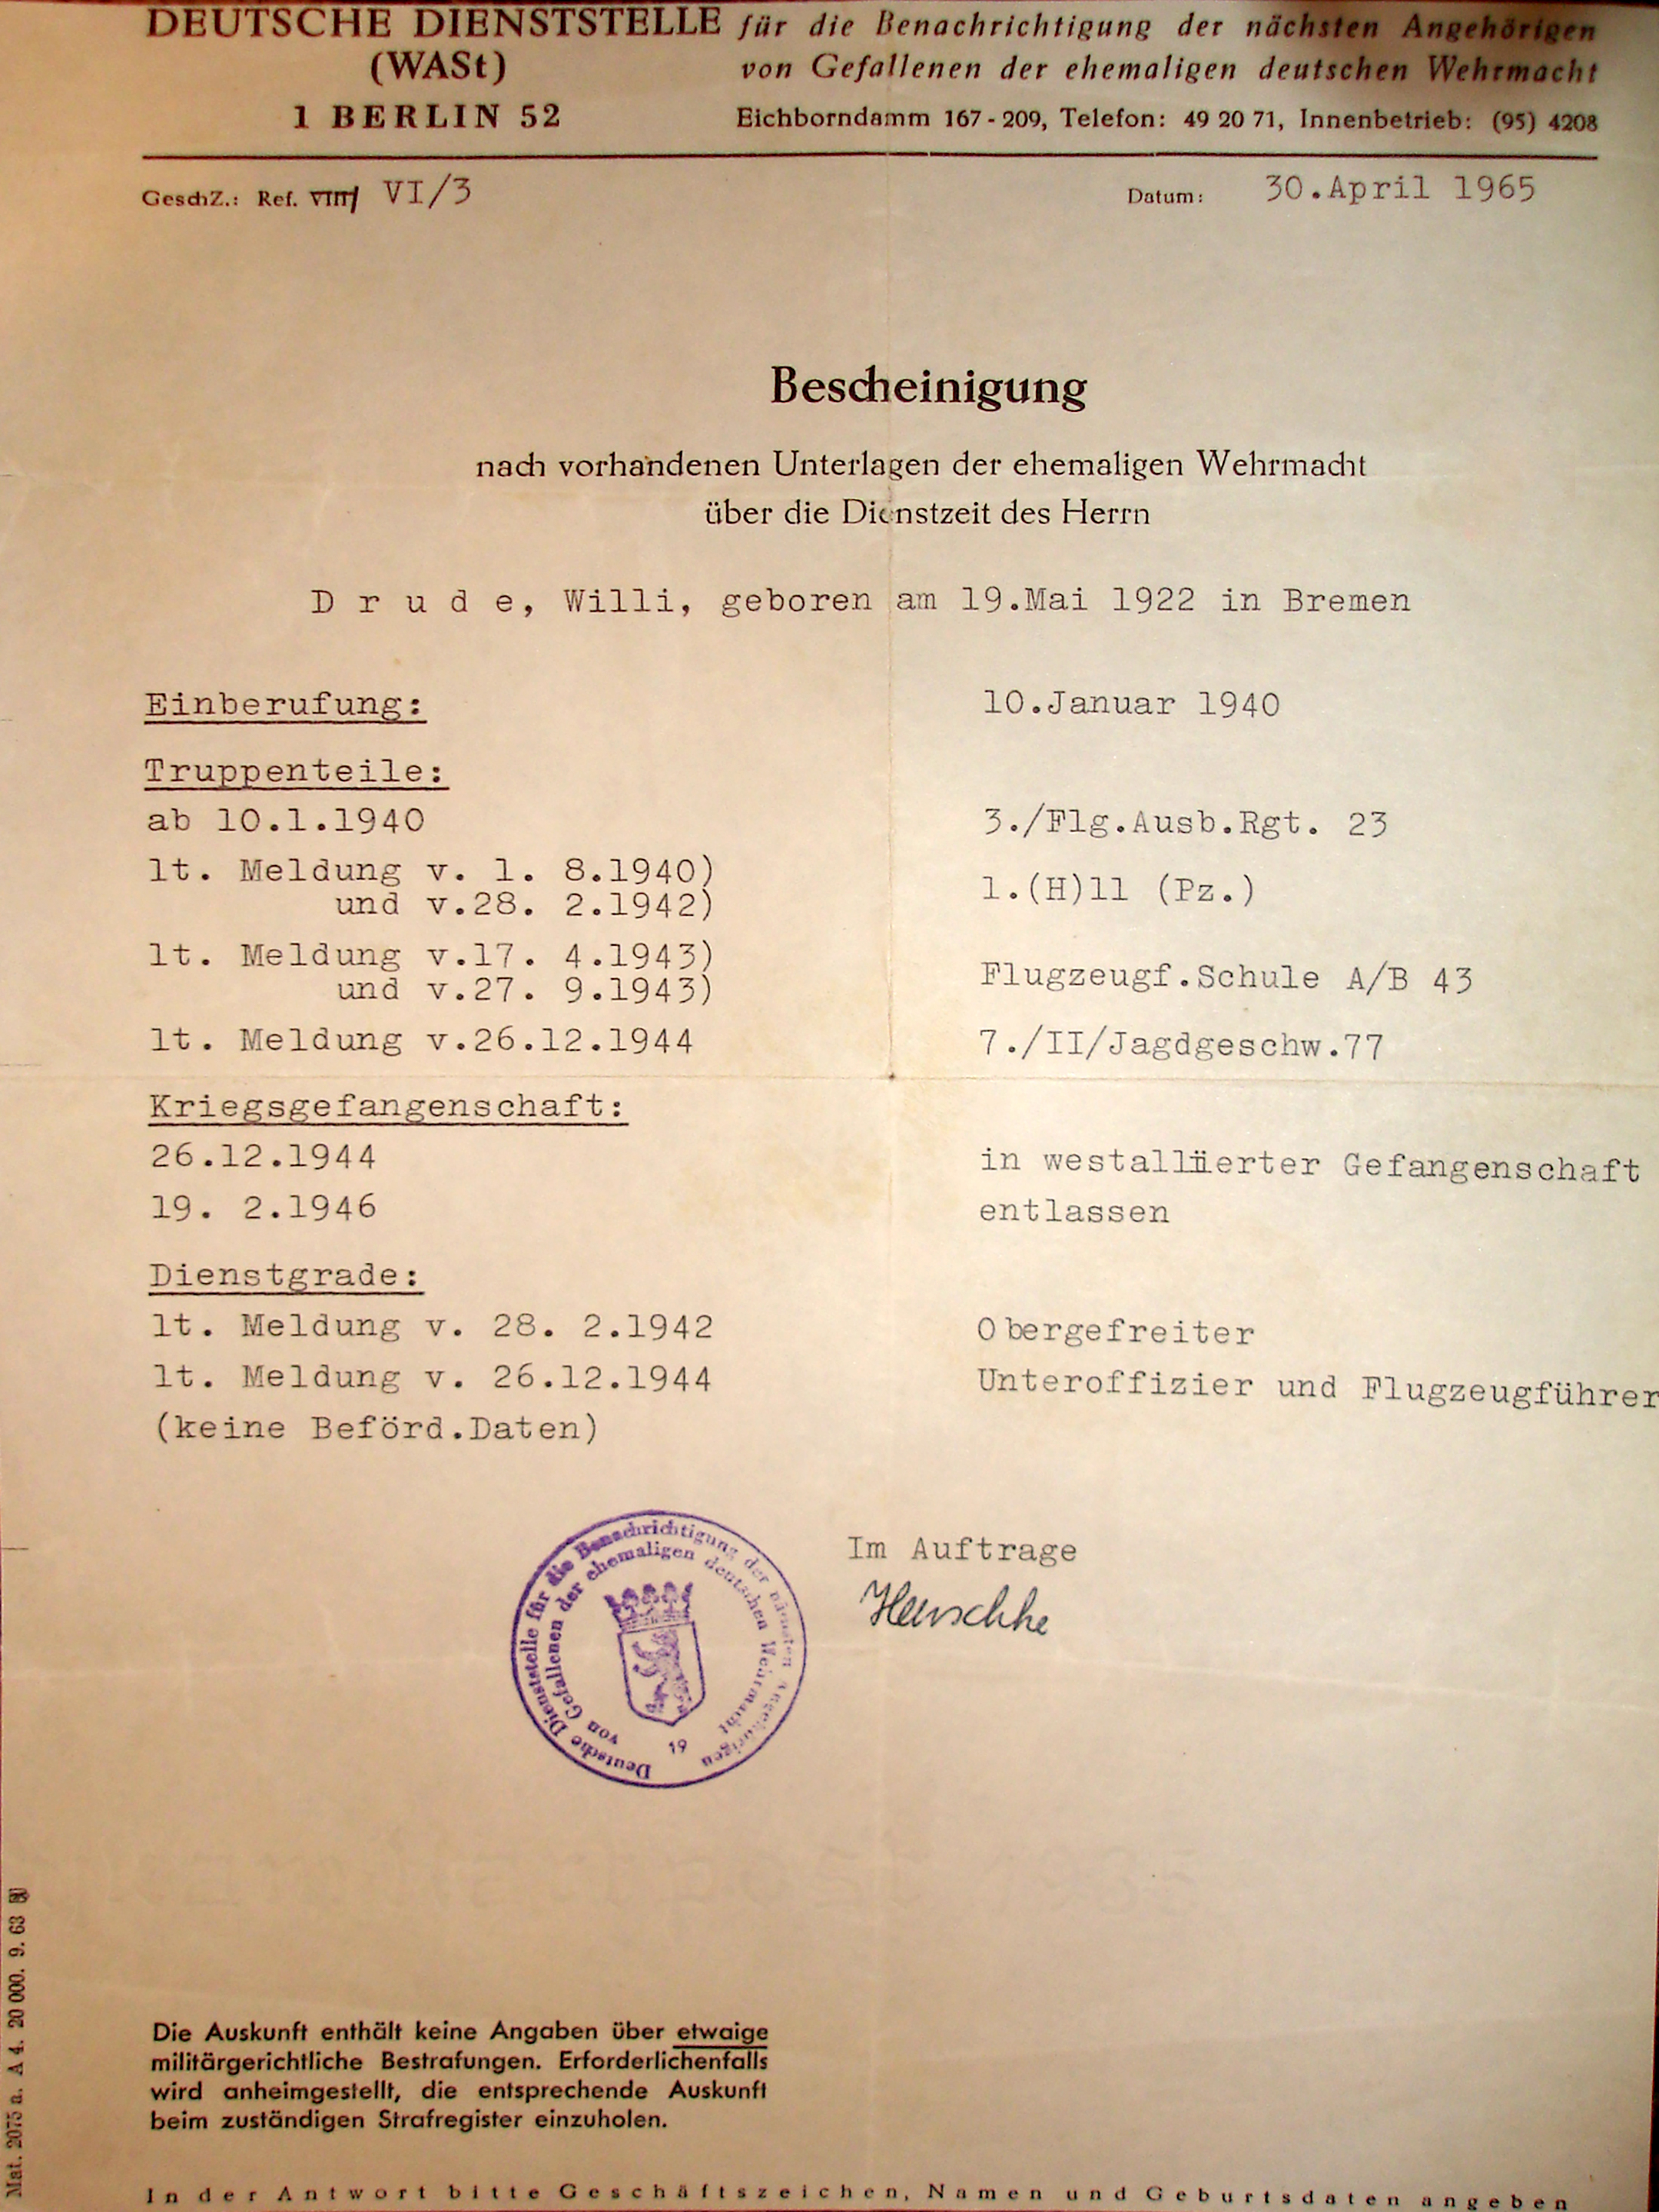 DEUTSCHE DIENSTSTELLE für die Benachrichtigung der nächsten Angehörigen
(WASt) von Gefallenen der ehemaligen deutschen Wehrmacht
1 BERLIN 52 Eichborndamm 167-209, Telefon: 49 20 71, Innenbetrieb: (95) 4208
GeschZ.: Ref. VIII/ VI/3 Datum: 30.April 1965
Bescheinigung
nach vorhandenen Unterlagen der ehemaligen Wehrmacht
über die Dienstzeit des Herrn
D r u d e, Willi, geboren am 19.Mai 1922 in Bremen
Einberufung: 10.Januar 1940
Truppenteile:
ab 10.1.1940 3./Flg.Ausb.Rgt. 23
lt. Meldung v. 1. 8.1940)
und v.28. 2.1942) 1.(H)11 (Pz.)
lt. Meldung v.17. 4.1943)
und v.27. 9.1943) Flugzeugf.Schule A/B 43
lt. Meldung v.26.12.1944 7./II/Jagdgeschw.77
Kriegsgefangenschaft:
26.12.1944 in westalliierter Gefangenschaft
19. 2.1946 entlassen
Dienstgrade:
lt. Meldung v. 28. 2.1942 Obergefreiter
lt. Meldung v. 26.12.1944 Unteroffizier und Flugzeugführer
(keine Beförd.Daten)
Im Auftrage
Deutsche Dienststelle für die Benachrichtigung der nächsten Angehörigen
von Gefallenen der ehemaligen deutschen Wehrmacht
19
Die Auskunft enthält keine Angaben über etwaige
militärgerichtliche Bestrafungen. Erforderlichenfalls
wird anheimgestellt, die entsprechende Auskunft
beim zuständigen Strafregister einzuholen.
Mat. 2075 a. A 4. 20 000. 9. 63
In der Antwort bitte Geschäftszeichen, Namen und Geburtsdaten angeben